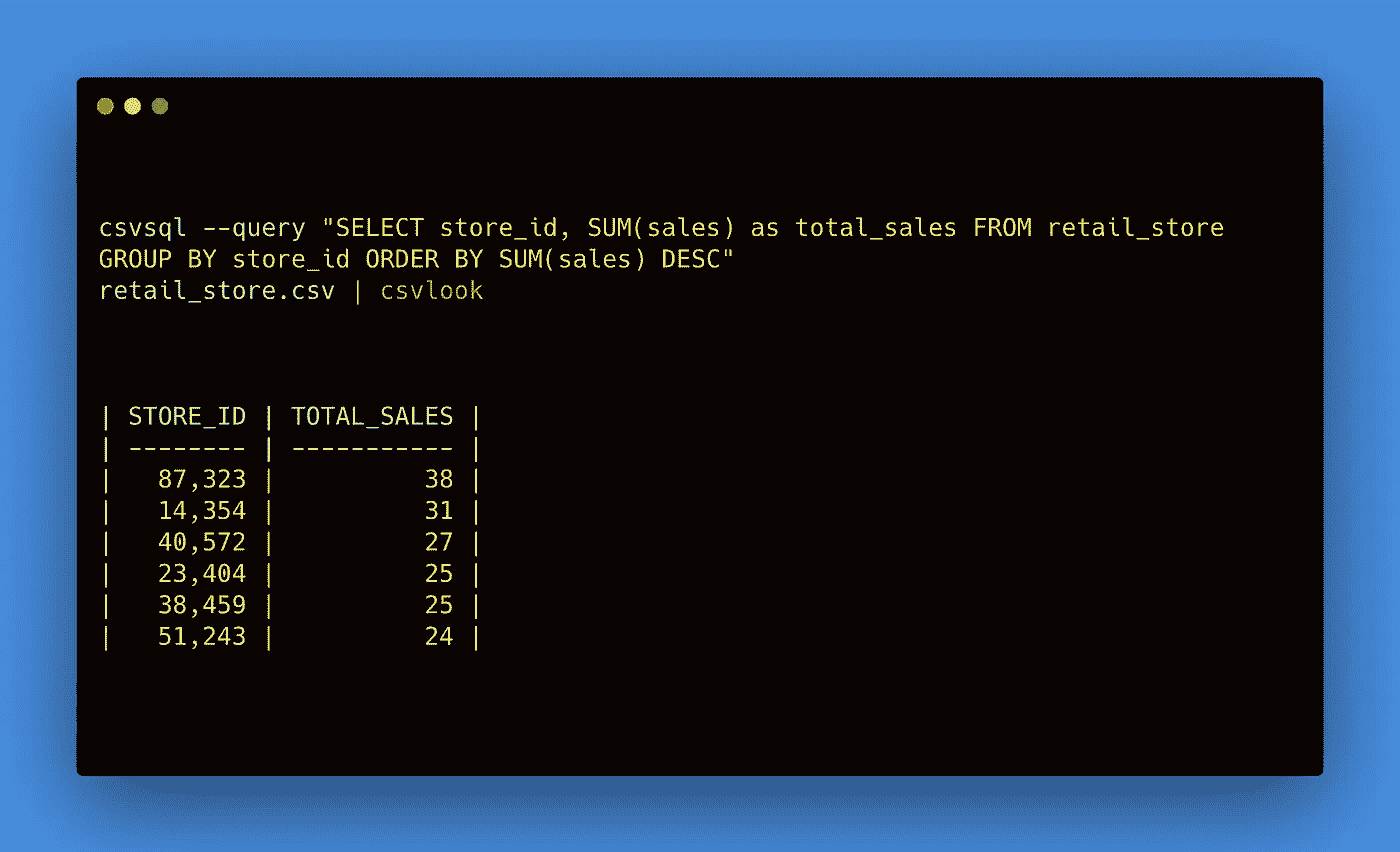 csvsql --query "SELECT store_id, SUM(sales) as total_sales FROM retail_store
GROUP BY store_id ORDER BY SUM(sales) DESC"
retail_store.csv | csvlook
| STORE_ID | TOTAL_SALES |
| -------- | ----------- |
|   87,323 |          38 |
|   14,354 |          31 |
|   40,572 |          27 |
|   23,404 |          25 |
|   38,459 |          25 |
|   51,243 |          24 |